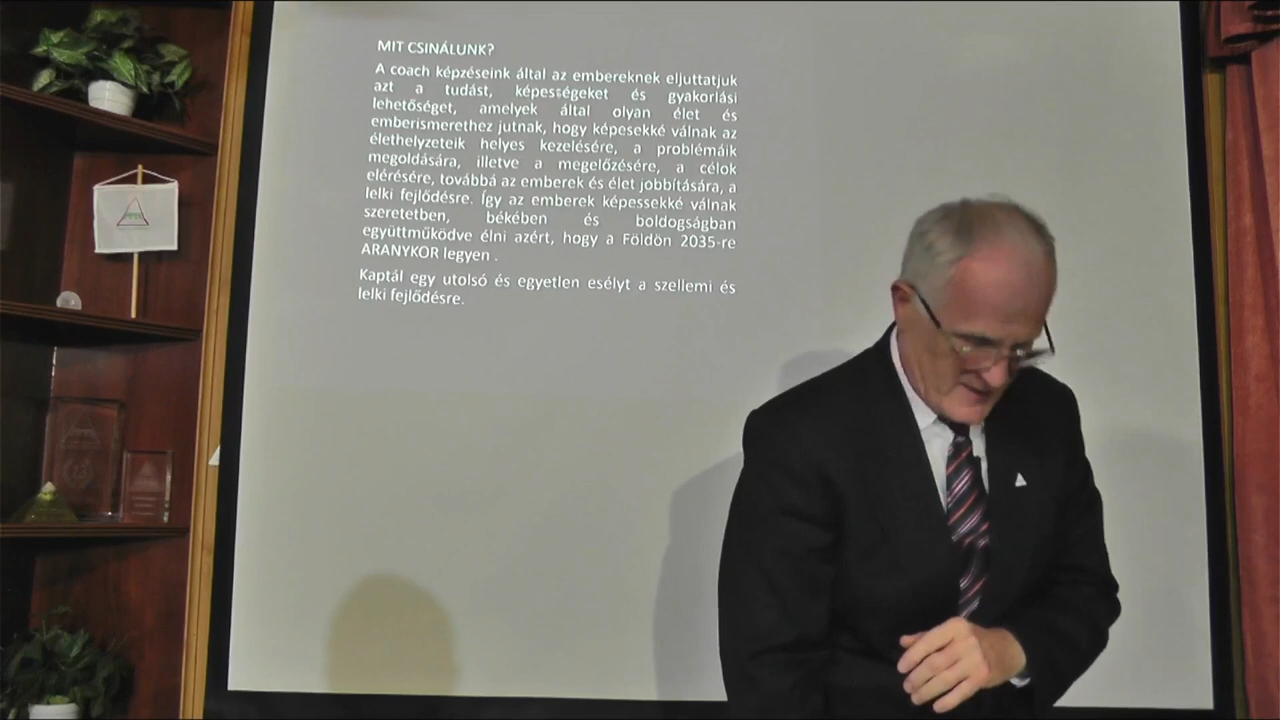 MIT CSINÁLUNK?
A coach képzéseink által az embereknek eljuttatjuk
azt a tudást, képességeket és gyakorlási
lehetőséget, amelyek által olyan élet és
emberismerethez jutnak, hogy képesekké válnak az
élethelyzeteik helyes kezelésére, a problémáik
megoldására, illetve a megelőzésére, a célok
elérésére, továbbá az emberek és élet jobbítására, a
lelki fejlődésre. Így az emberek képessekké válnak
szeretetben, békében és boldogságban
együttműködve élni azért, hogy a Földön 2035-re
ARANYKOR legyen .
Kaptál egy utolsó és egyetlen esélyt a szellemi és
lelki fejlődésre.